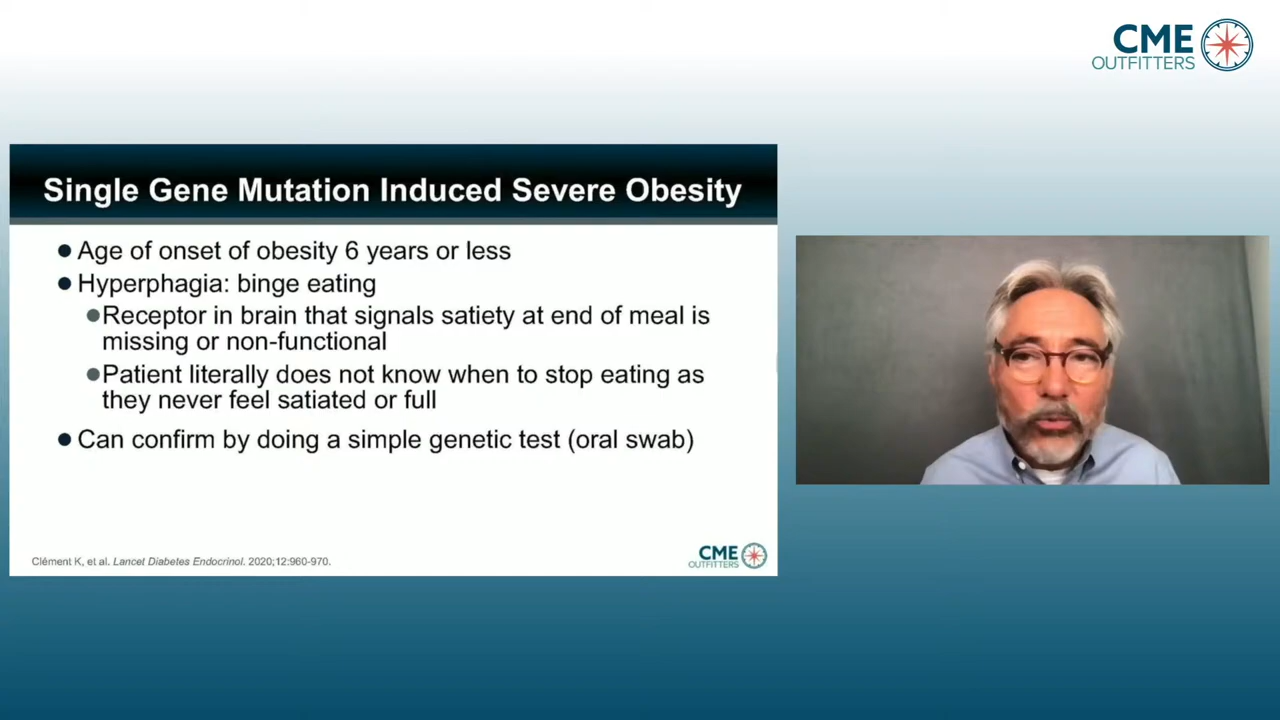 CME
OUTFITTERS
Single Gene Mutation Induced Severe Obesity
● Age of onset of obesity 6 years or less
● Hyperphagia: binge eating
● Receptor in brain that signals satiety at end of meal is
missing or non-functional
● Patient literally does not know when to stop eating as
they never feel satiated or full
● Can confirm by doing a simple genetic test (oral swab)
Clément K, et al. Lancet Diabetes Endocrinol. 2020;12:960-970.
CME
OUTFITTERS